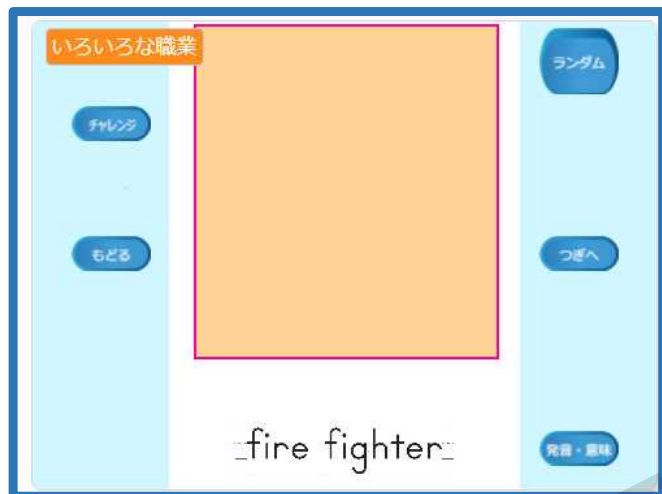 いろいろな職業
ランダム
チャレンジ
もどる
つぎへ
fire fighter
発音・意味